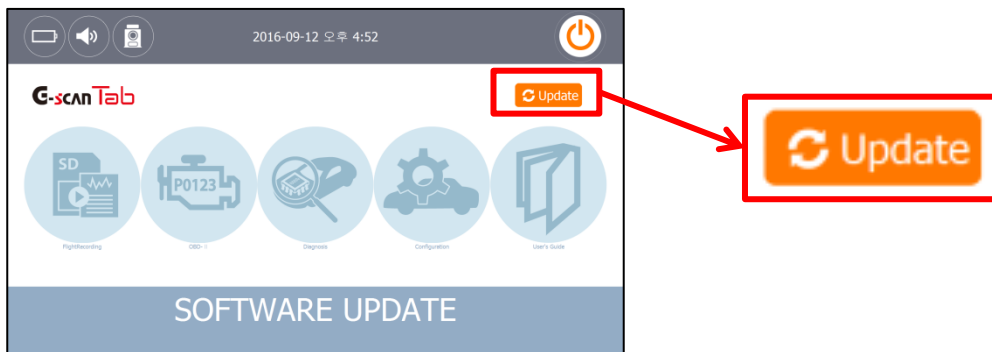 2016-09-12 오후 4:52
G-scan Tab
Update
Update
SD
P0123
FlightRecording
OBD-
Diagnosis
Configuration
User's Guide
SOFTWARE UPDATE